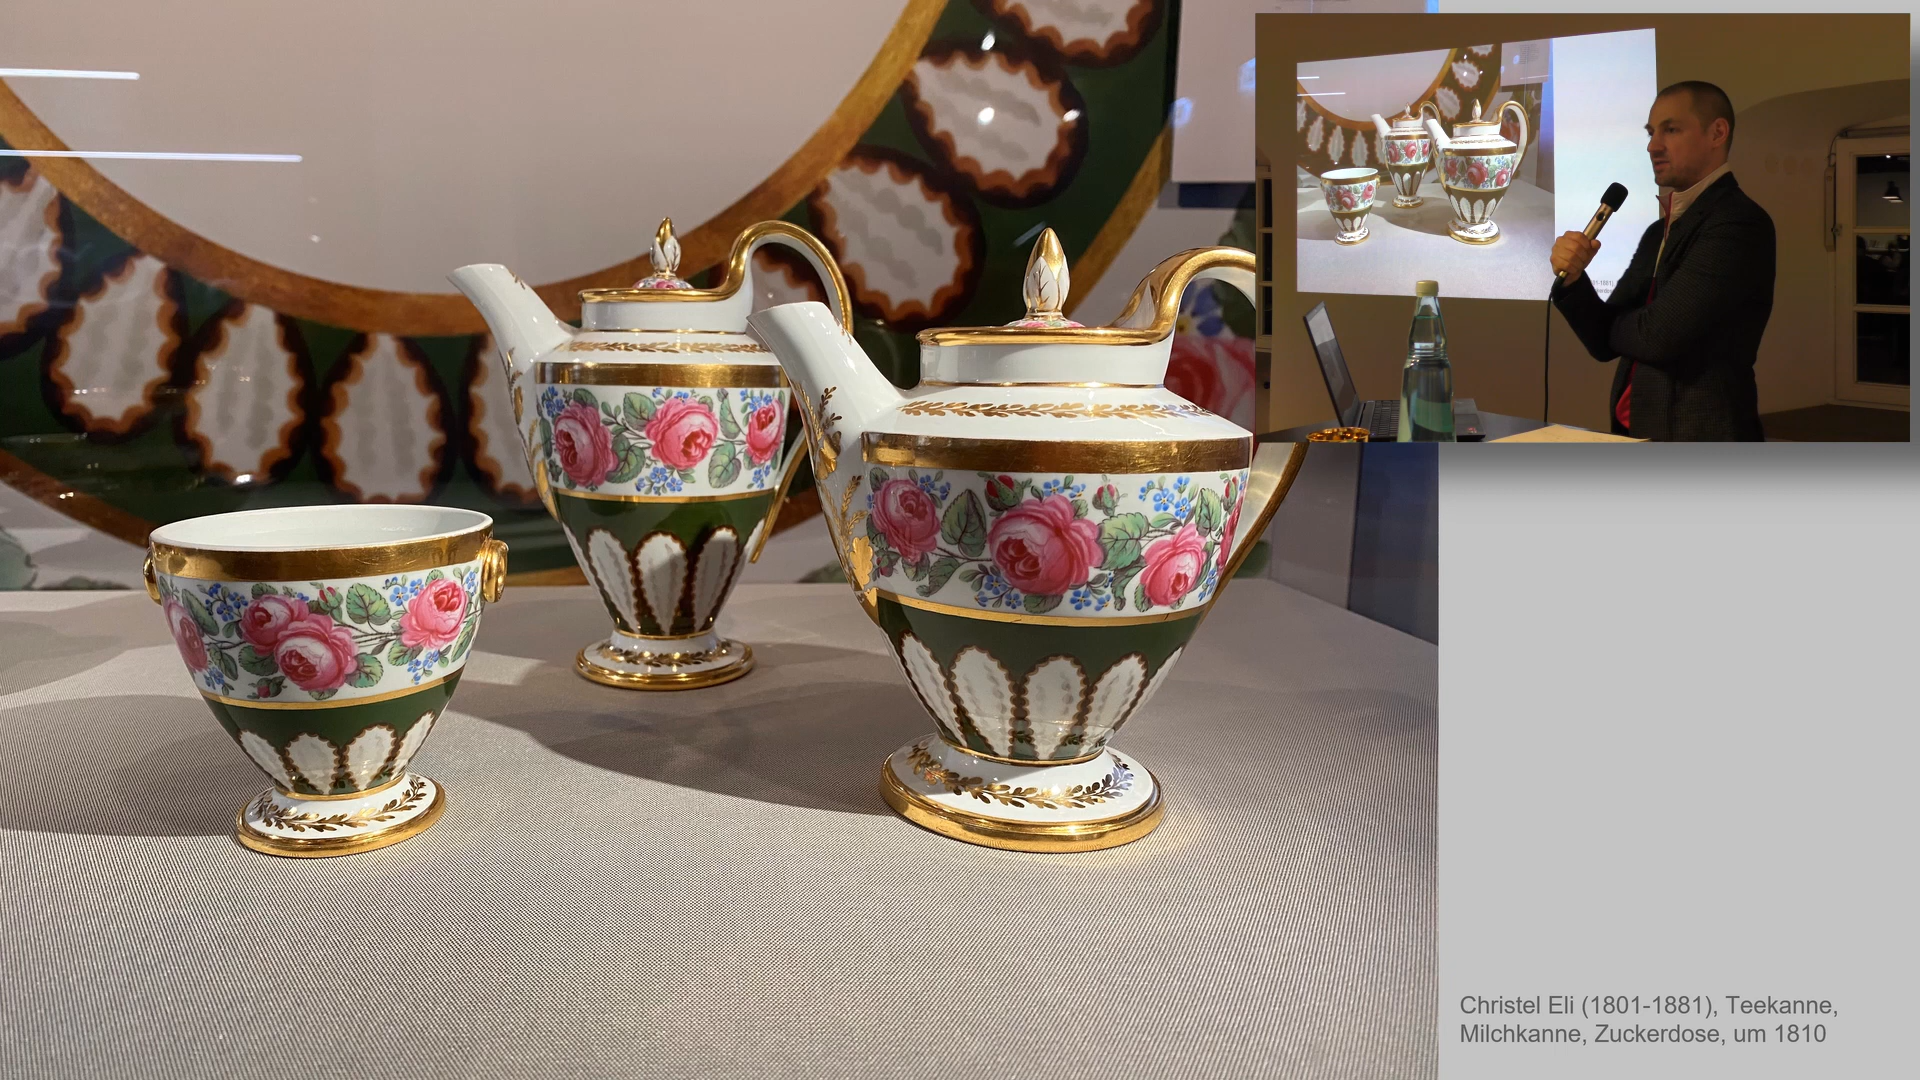 Christel Eli (1801-1881), Teekanne,
Milchkanne, Zuckerdose, um 1810